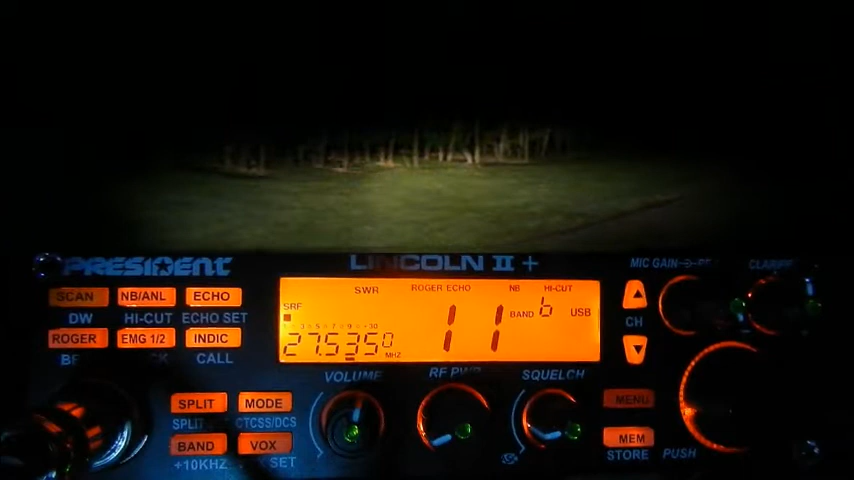 PRESIDENT
LINCOLN II +
MIC GAIN
SCAN NB/ANL ECHO
DW HI-CUT ECHO SET
ROGER EMG 1/2 INDIC
CALL
SWR ROGER ECHO NB HI-CUT
SRF
11 BAND 6 USB
27.5350 MHZ
CH
VOLUME RF PWR SQUELCH
SPLIT MODE
CTCSS/DCS
BAND VOX
+10KHZ SET
MENU
MEM
STORE
PUSH